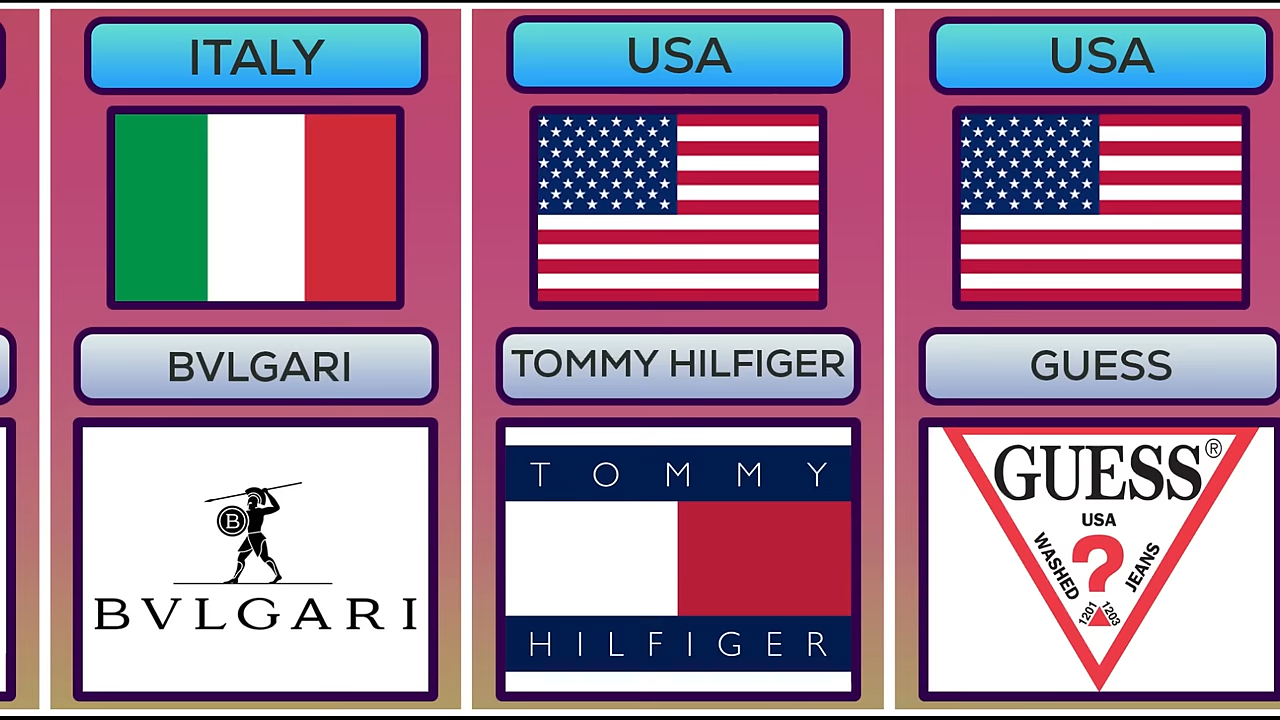 ITALY
BVLGARI
B
BVLGARI
USA
TOMMY HILFIGER
TOMMY
HILFIGER
USA
GUESS
GUESS®
USA
WASHED ? JEANS
1201 1203